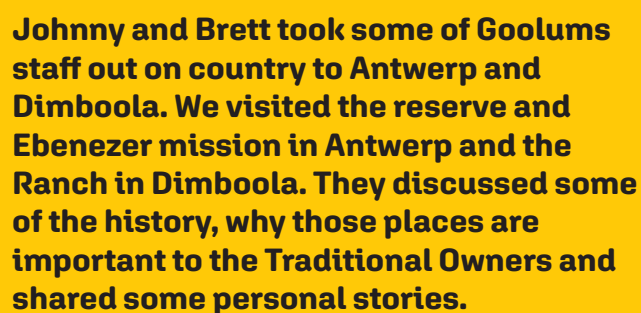 Johnny and Brett took some of Goolums
staff out on country to Antwerp and
Dimboola. We visited the reserve and
Ebenezer mission in Antwerp and the
Ranch in Dimboola. They discussed some
of the history, why those places are
important to the Traditional Owners and
shared some personal stories.